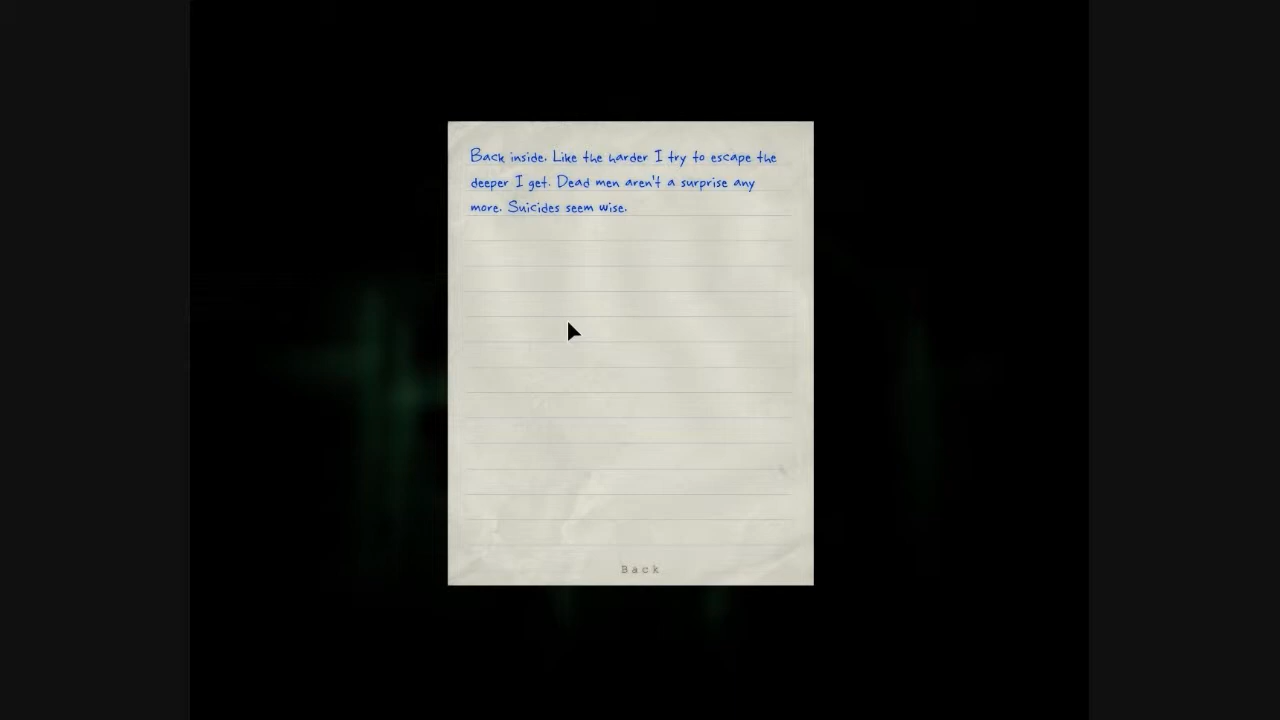 Back inside. Like the harder I try to escape the
deeper I get. Dead men aren't a surprise any
more. Suicides seem wise.
Back